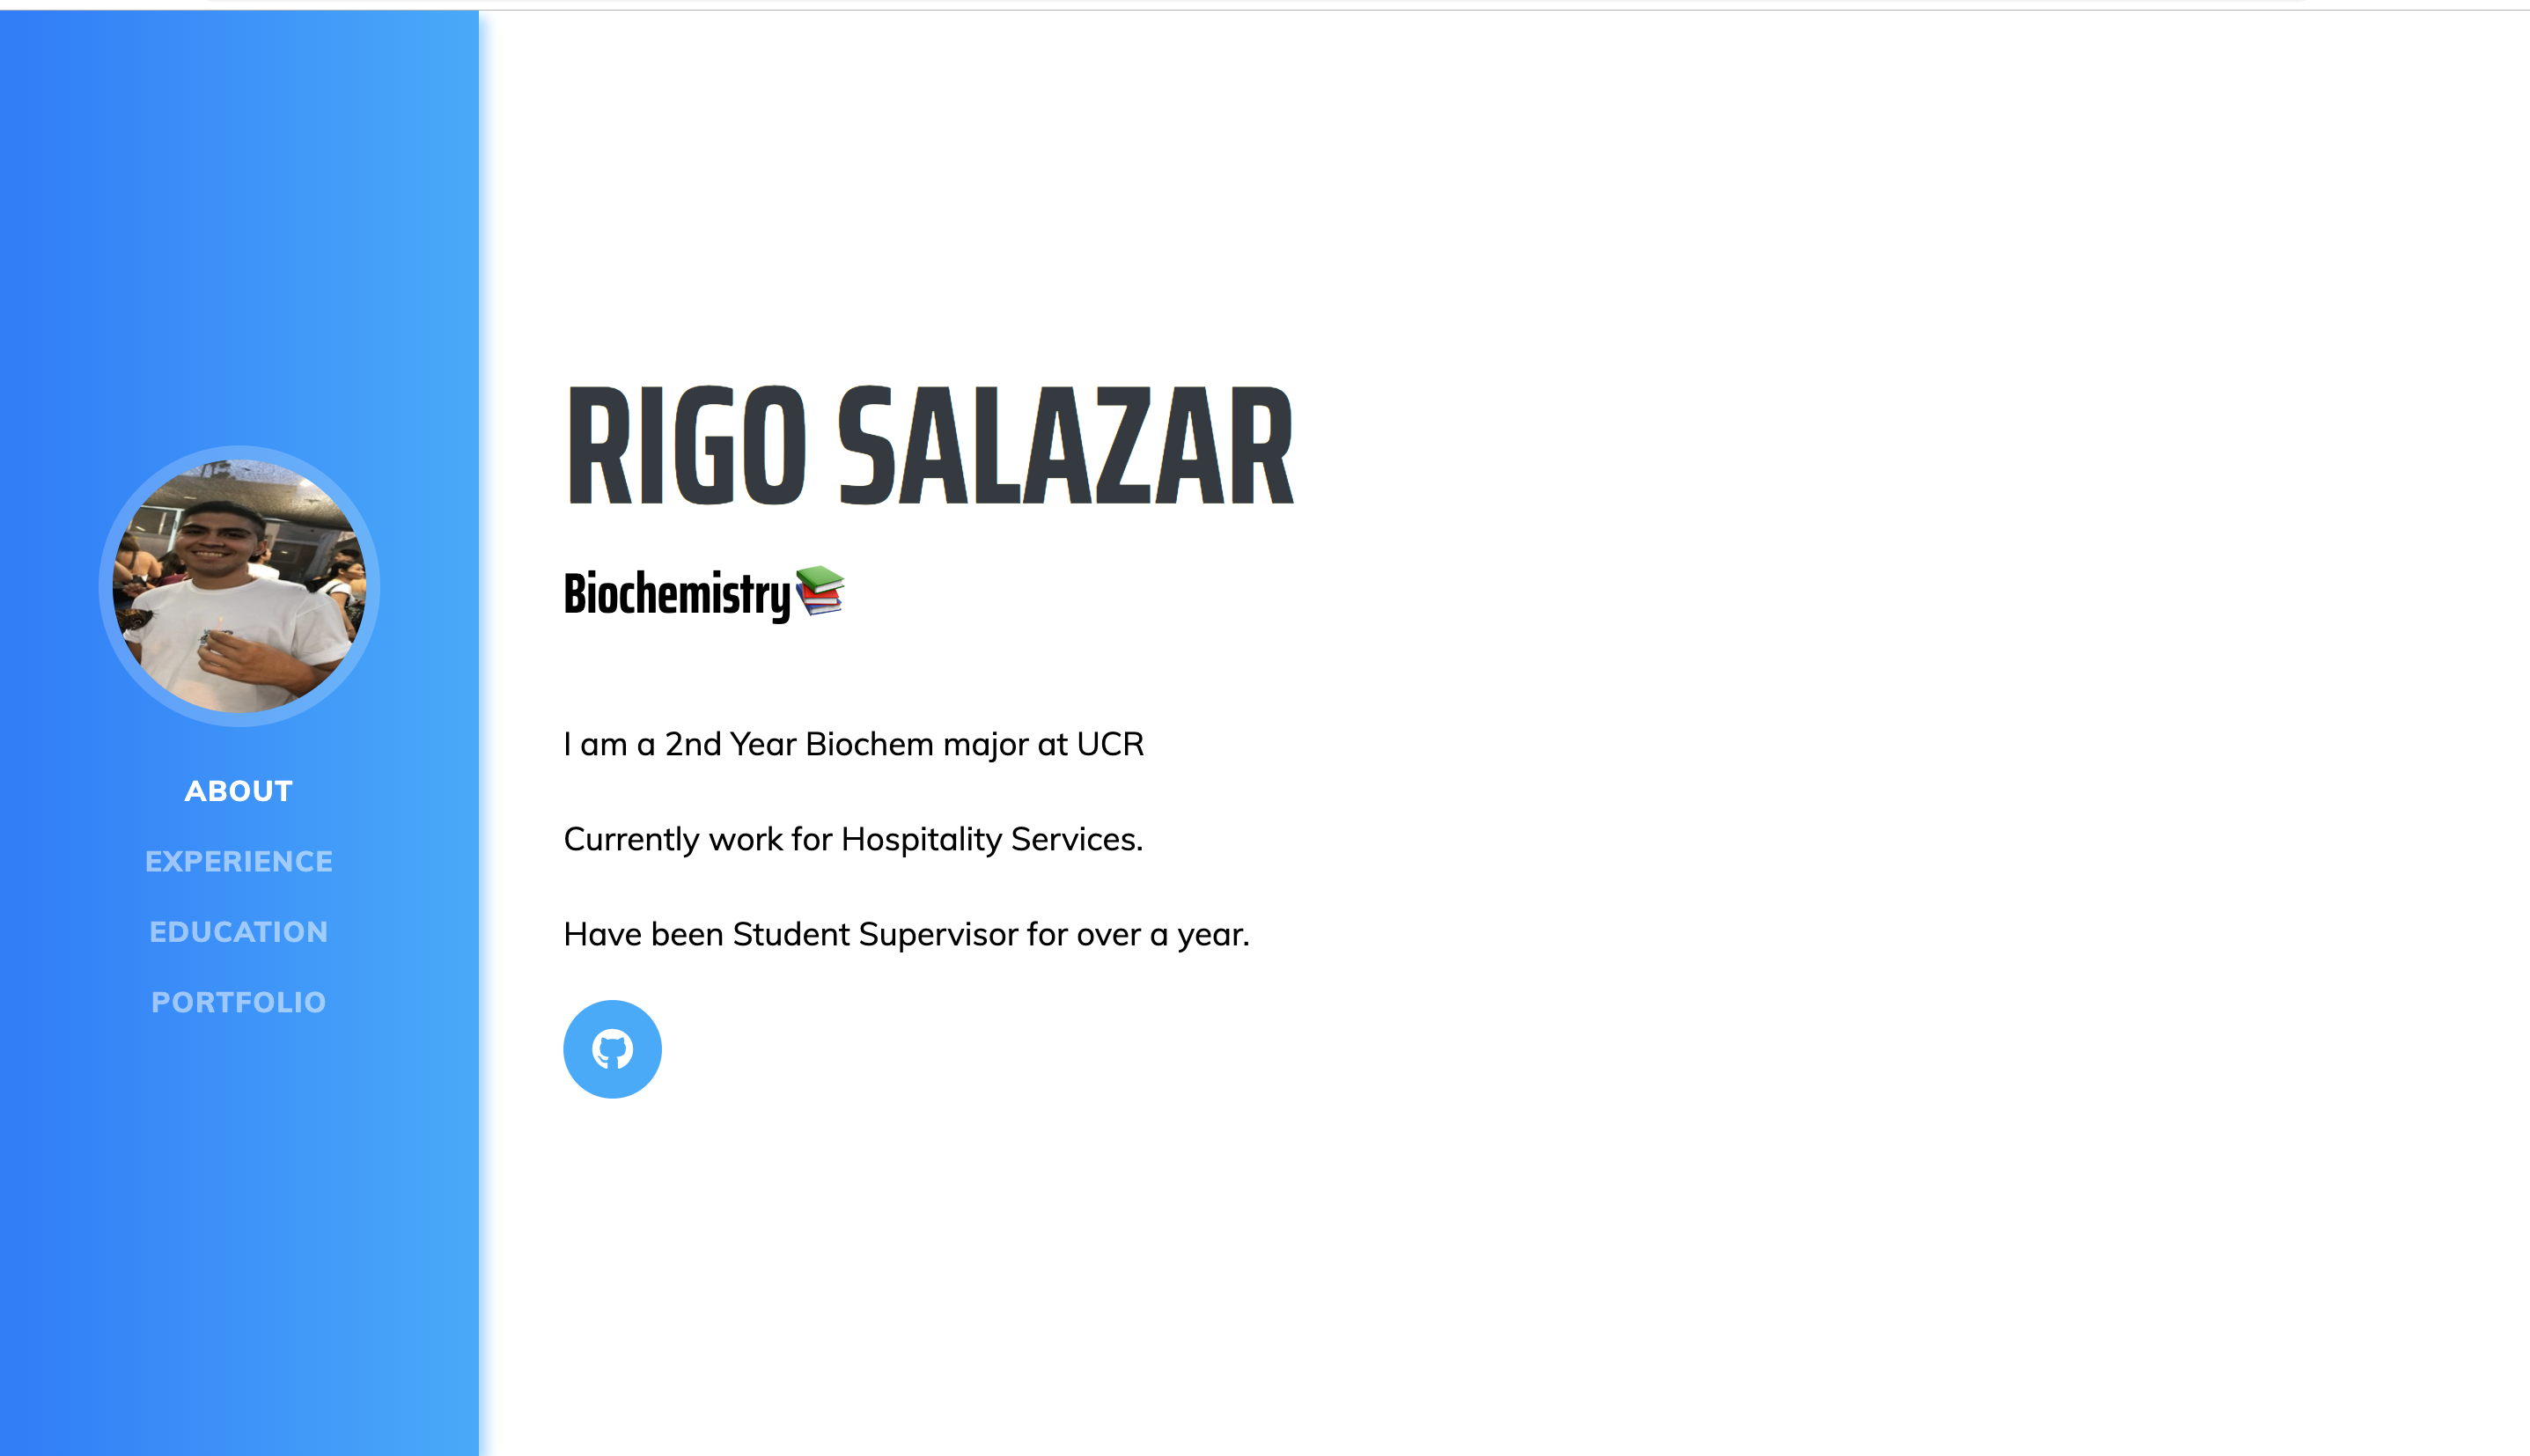 ABOUT
EXPERIENCE
EDUCATION
PORTFOLIO
RIGO SALAZAR
Biochemistry📚
I am a 2nd Year Biochem major at UCR
Currently work for Hospitality Services.
Have been Student Supervisor for over a year.